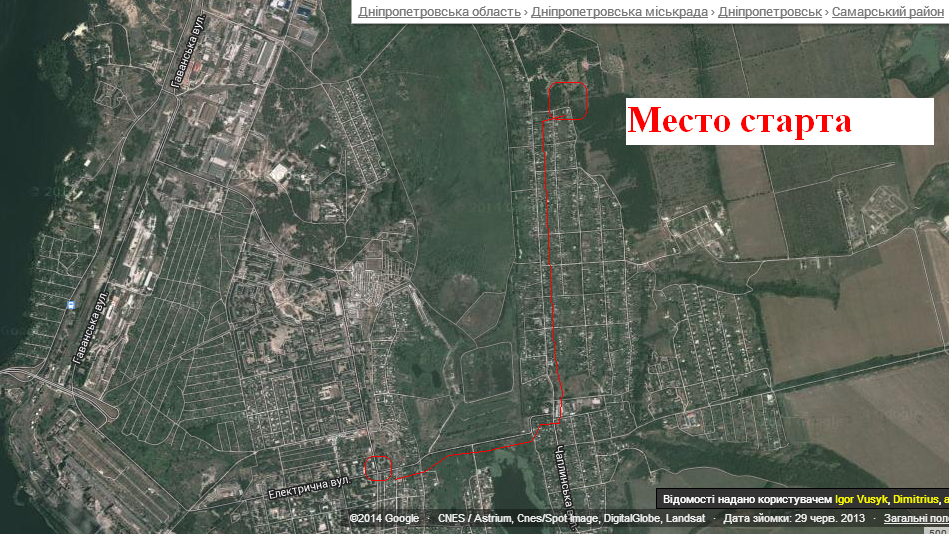 Дніпропетровська область › Дніпропетровська міськрада › Дніпропетровськ › Самарський район
Гаванська вул.
Место старта
Гаванська вул.
Електрична вул.
Чаплинська в
Відомості надано користувачем Igor Vusyk, Dimitrius, a
©2014 Google · CNES / Astrium, Cnes/Spot Image, DigitalGlobe, Landsat · Дата зйомки: 29 черв. 2013 · Загальні пол